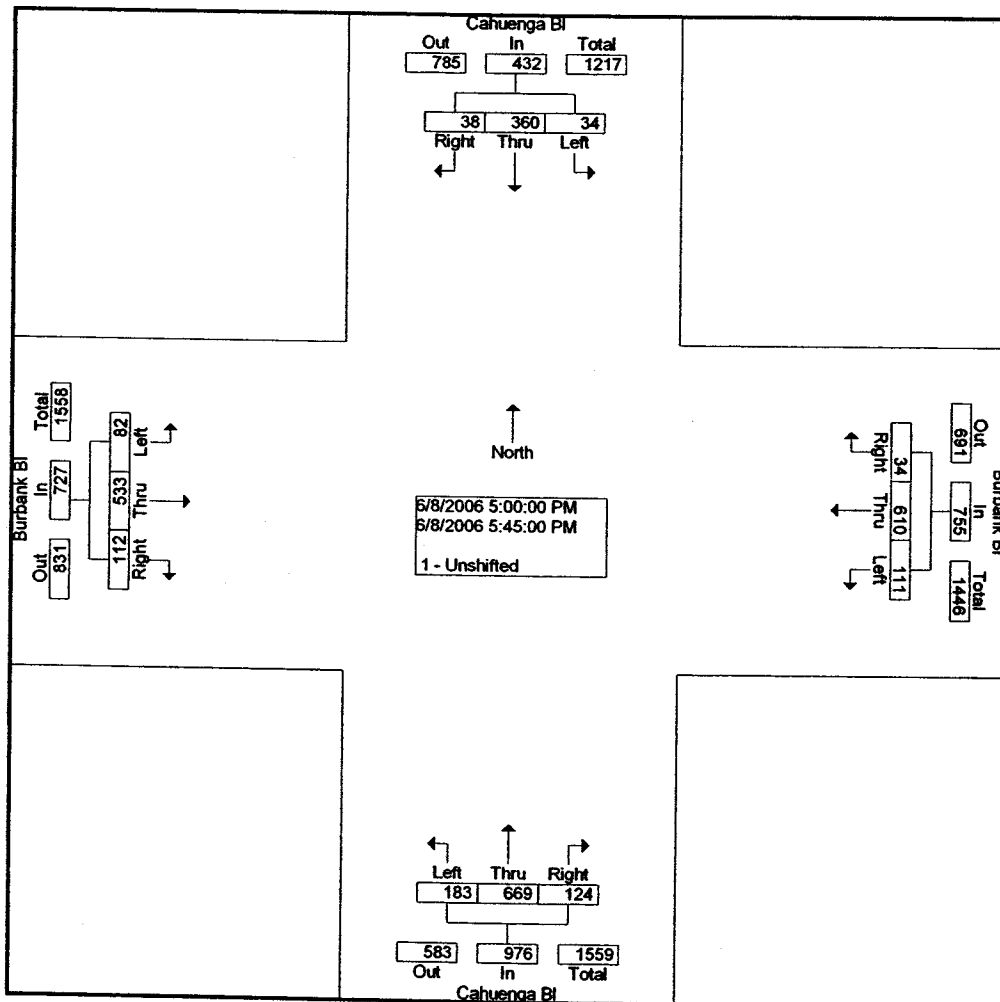 Cahuenga Bl
Out In Total
785 432 1217
38 360 34
Right Thru Left
Burbank Bl
Total In Out
1558 727 831
82 533 112
Left Thru Right
North
6/8/2006 5:00:00 PM
6/8/2006 5:45:00 PM
1 - Unshifted
Burbank Bl
Out In Total
691 755 1446
34 610 111
Right Thru Left
Left Thru Right
183 669 124
583 976 1559
Out In Total
Cahuenga Bl